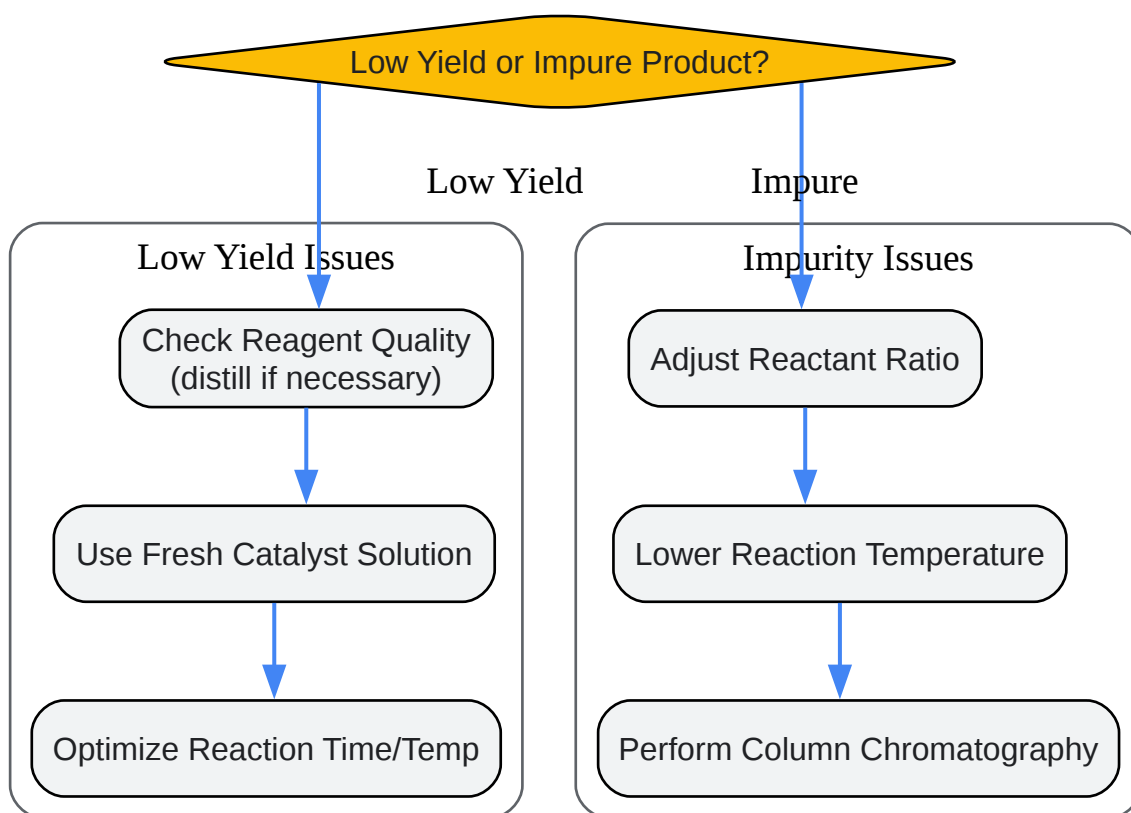 Low Yield or Impure Product?
Low Yield
Impure
Low Yield Issues
Check Reagent Quality
(distill if necessary)
Use Fresh Catalyst Solution
Optimize Reaction Time/Temp
Impurity Issues
Adjust Reactant Ratio
Lower Reaction Temperature
Perform Column Chromatography